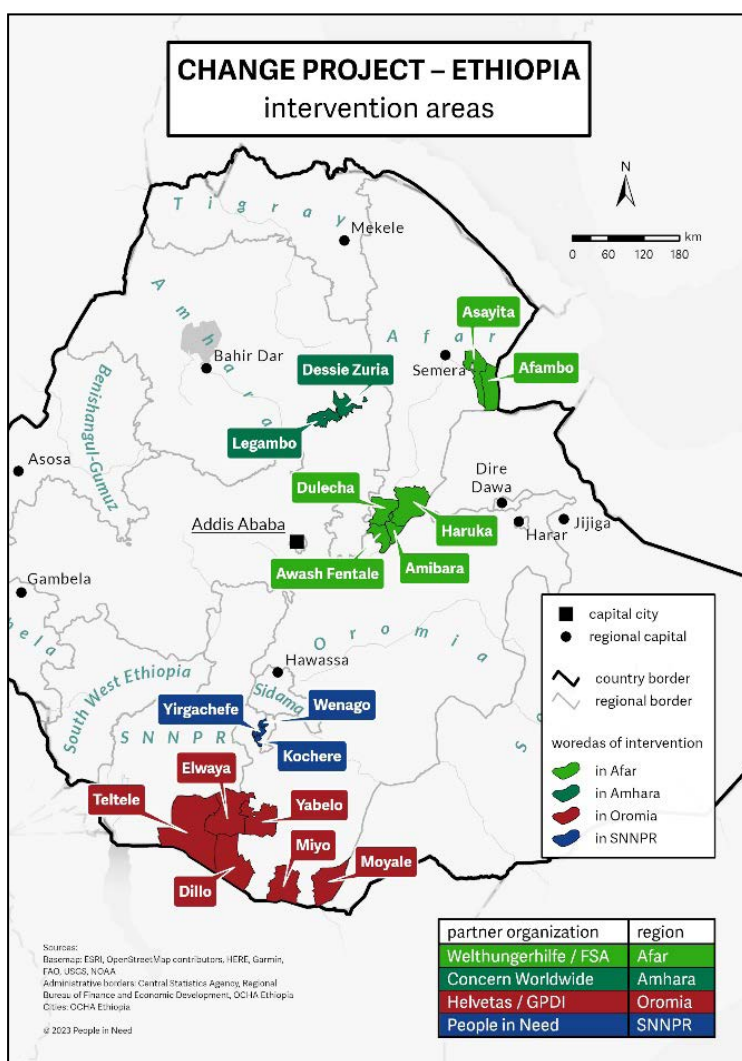 CHANGE PROJECT – ETHIOPIA
intervention areas
N
0 60 120 180 km
Tigray
Mekele
Amhara
Afar
Asayita
Semera
Afambo
Bahir Dar
Dessie Zuria
Legambo
Benishangul-Gumuz
Asosa
Dulecha
Dire
Dawa
Haruka
Harar
Jijiga
Addis Ababa
Awash Fentale
Amibara
Gambela
bela
Oromia
Hawassa
Sidama
South West Ethiopia
Yirgachefe
Wenago
SNNPR
Kochere
Elwaya
Teltele
Yabelo
Miyo
Moyale
Dillo
S
capital city
regional capital
country border
regional border
woredas of intervention
in Afar
in Amhara
in Oromia
in SNNPR
partner organization region
Welthungerhilfe / FSA Afar
Concern Worldwide Amhara
Helvetas / GPDI Oromia
People in Need SNNPR
Sources:
Basemap: ESRI, OpenStreetMap contributors, HERE, Garmin,
FAO, USGS, NOAA
Administrative borders: Central Statistics Agency, Regional
Bureau of Finance and Economic Development, OCHA Ethiopia
Cities: OCHA Ethiopia
© 2023 People in Need